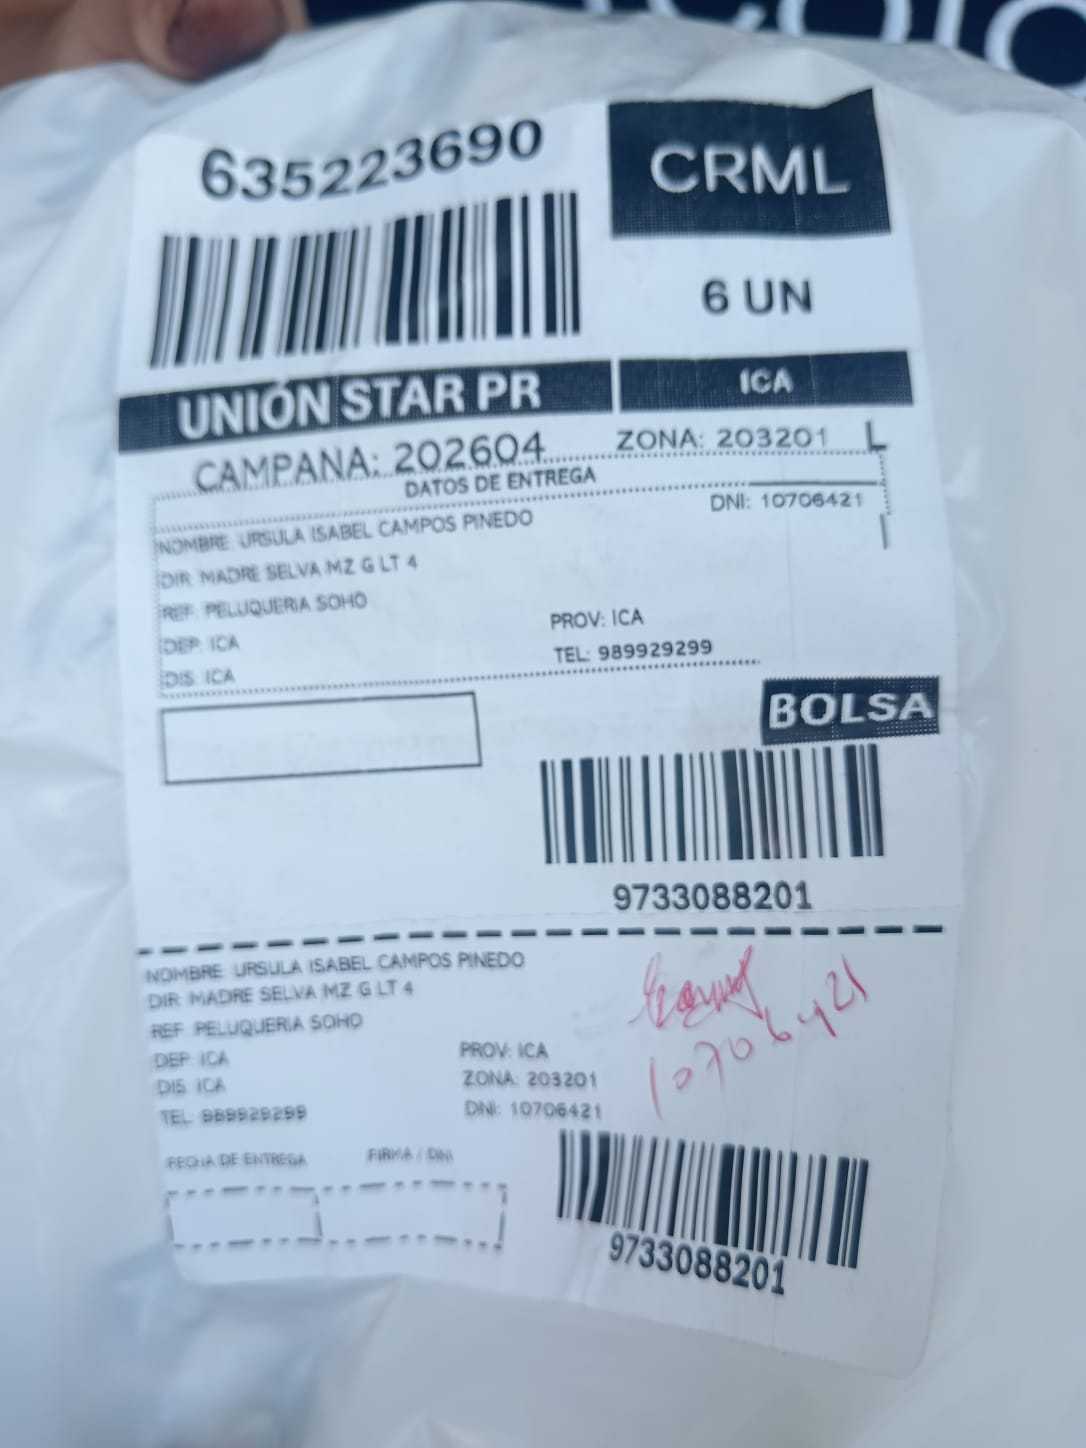 635223690
CRML
6 UN
UNIÓN STAR PR
ICA
CAMPANA: 202604
ZONA: 203201 L
DATOS DE ENTREGA
DNI: 10706421
NOMBRE: URSULA ISABEL CAMPOS PINEDO
DIR: MADRE SELVA MZ G LT 4
REF: PELUQUERIA SOHO
DEP: ICA
PROV: ICA
DIS: ICA
TEL: 989929299
BOLSA
9733088201
NOMBRE: URSULA ISABEL CAMPOS PINEDO
DIR: MADRE SELVA MZ G LT 4
REF: PELUQUERIA SOHO
DEP: ICA
PROV: ICA
DIS: ICA
ZONA: 203201
TEL: 989929299
DNI: 10706421
10706421
FECHA DE ENTREGA
FIRMA / DNI
9733088201